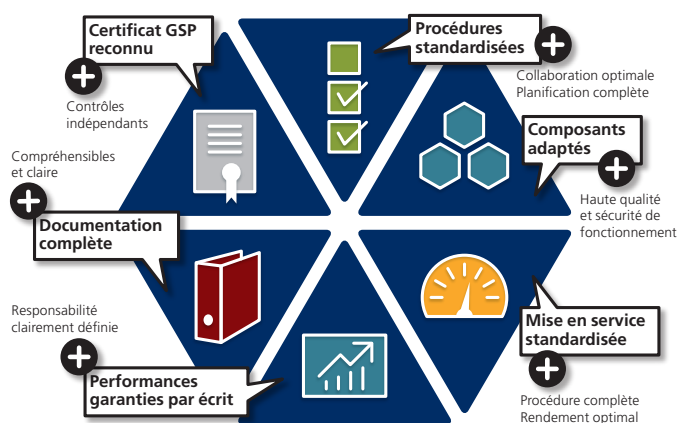 Certificat GSP
reconnu
Contrôles
indépendants
Procédures
standardisées
Collaboration optimale
Planification complète
Composants
adaptés
Haute qualité
et sécurité de
fonctionnement
Compréhensibles
et claire
Documentation
complète
Responsabilité
clairement définie
Performances
garanties par écrit
Mise en service
standardisée
Procédure complète
Rendement optimal